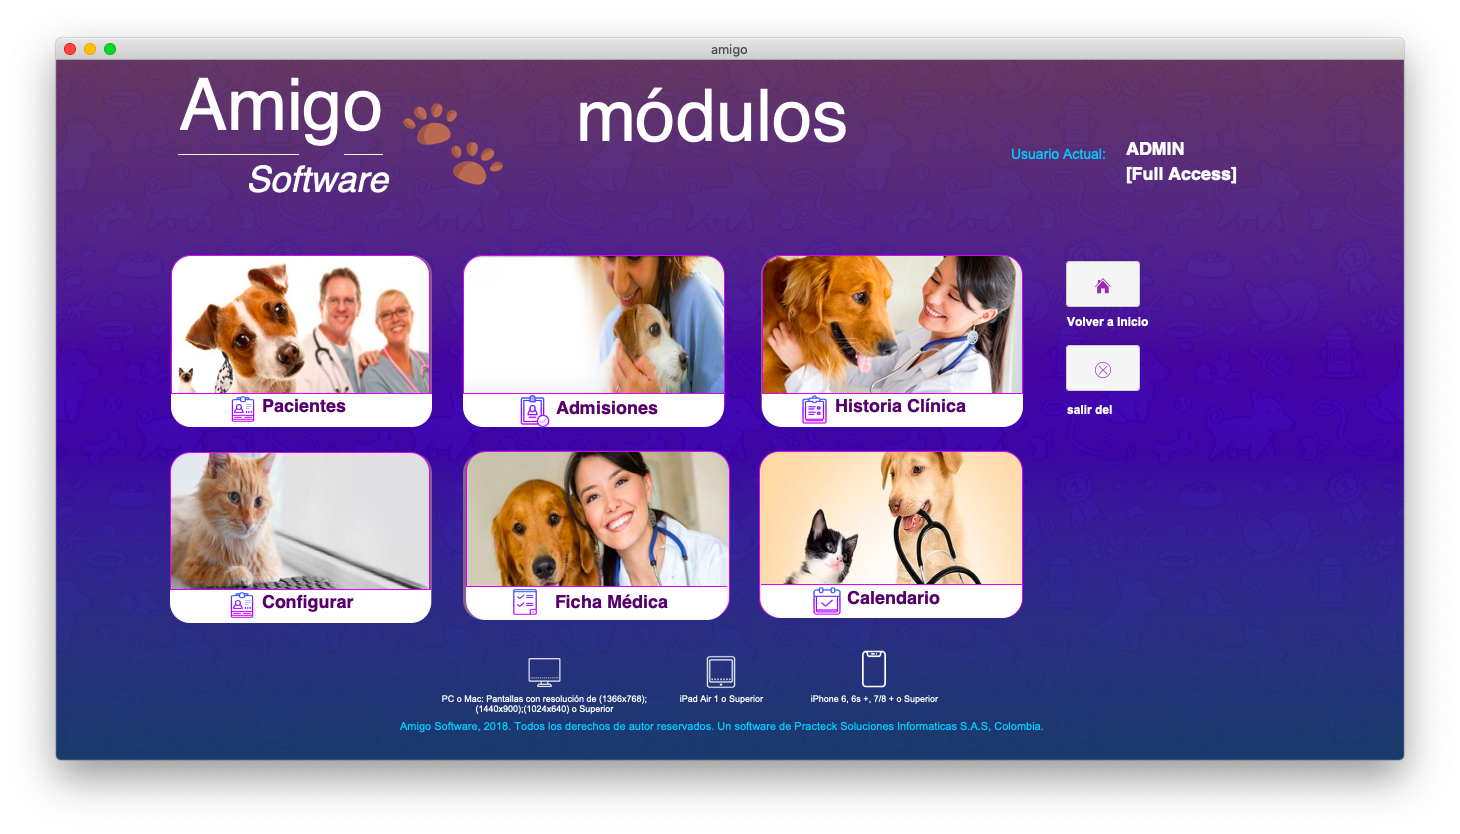 amigo
Amigo
Software
módulos
Usuario Actual:
ADMIN
[Full Access]
Pacientes
Admisiones
Historia Clínica
Volver a Inicio
salir del
Configurar
Ficha Médica
Calendario
PC o Mac: Pantallas con resolución de (1366x768);
(1440x900);(1024x640) o Superior
iPad Air 1 o Superior
iPhone 6, 6s +, 7/8 + o Superior
Amigo Software, 2018. Todos los derechos de autor reservados. Un software de Practeck Soluciones Informaticas S.A.S, Colombia.